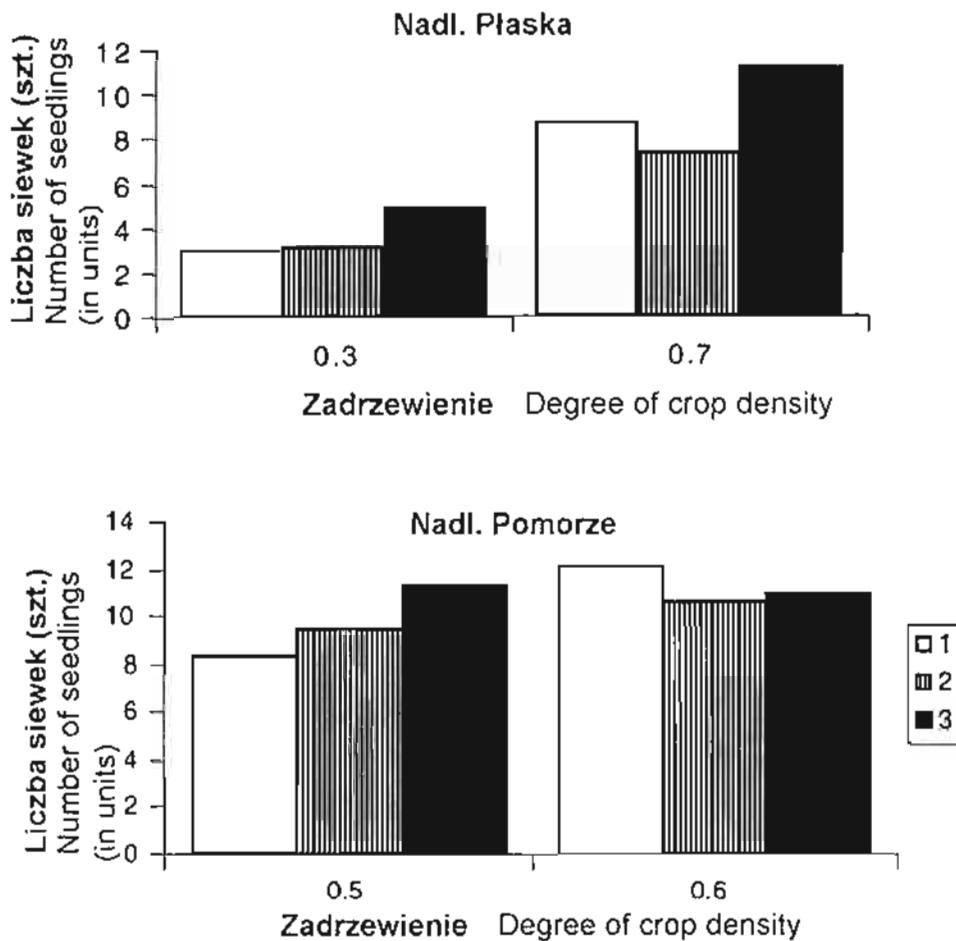 Nadl. Płaska
Liczba siewek (szt.)
Number of seedlings
(in units)
12
10
8
6
4
2
0
0.3
0.7
Zadrzewienie Degree of crop density
Nadl. Pomorze
Liczba siewek (szt.)
Number of seedlings
(in units)
14
12
10
8
6
4
2
0
0.5
0.6
Zadrzewienie Degree of crop density
1
2
3